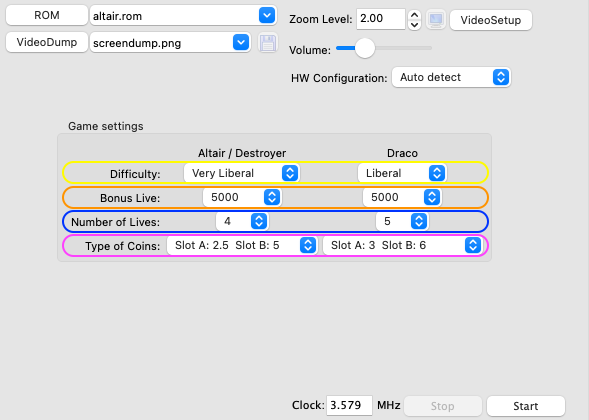 ROM altair.rom Zoom Level: 2.00 VideoSetup
VideoDump screendump.png Volume:
HW Configuration: Auto detect
Game settings
Altair / Destroyer Draco
Difficulty: Very Liberal Liberal
Bonus Live: 5000 5000
Number of Lives: 4 5
Type of Coins: Slot A: 2.5 Slot B: 5 Slot A: 3 Slot B: 6
Clock: 3.579 MHz Stop Start